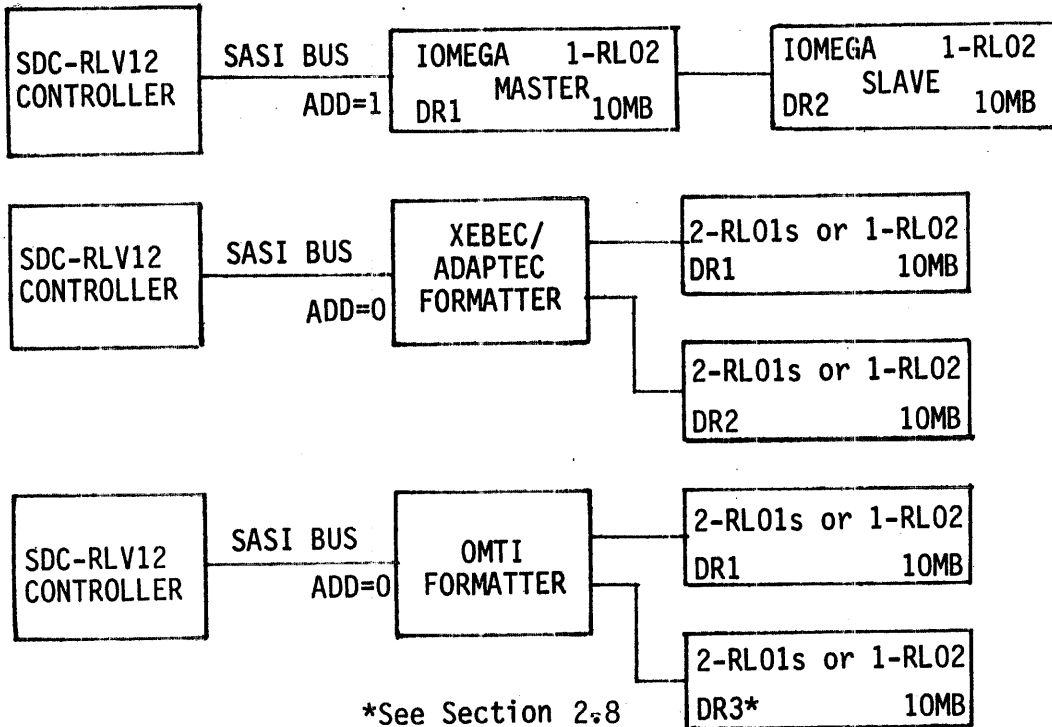 SDC-RLV12
CONTROLLER
SASI BUS
ADD=1
IOMEGA 1-RL02
MASTER
DR1 10MB
IOMEGA 1-RL02
SLAVE
DR2 10MB
SDC-RLV12
CONTROLLER
SASI BUS
ADD=0
XEBEC/
ADAPTEC
FORMATTER
2-RL01s or 1-RL02
DR1 10MB
2-RL01s or 1-RL02
DR2 10MB
SDC-RLV12
CONTROLLER
SASI BUS
ADD=0
OMTI
FORMATTER
2-RL01s or 1-RL02
DR1 10MB
2-RL01s or 1-RL02
DR3* 10MB
*See Section 2.8